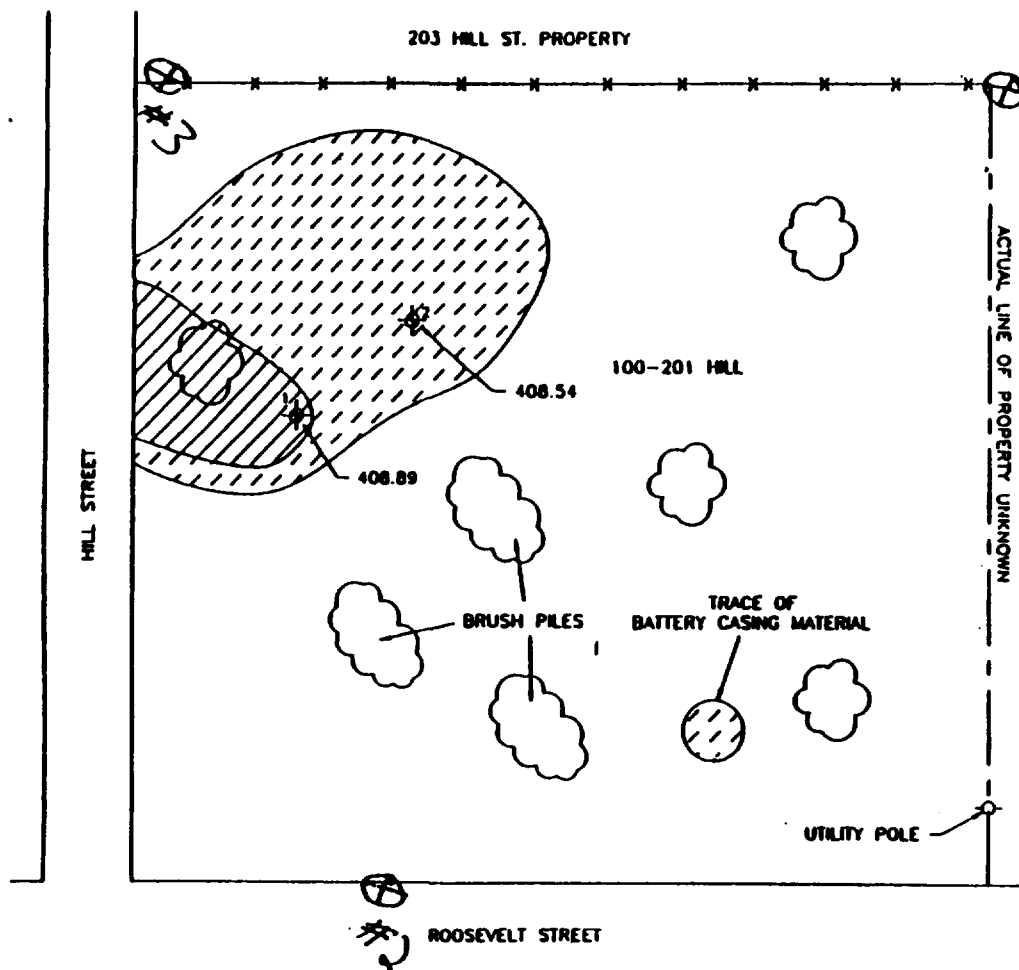 203 HILL ST. PROPERTY
#3
ACTUAL LINE OF PROPERTY UNKNOWN
408.54
100-201 HILL
408.89
HILL STREET
BRUSH PILES
TRACE OF
BATTERY CASING MATERIAL
UTILITY POLE
#2
ROOSEVELT STREET